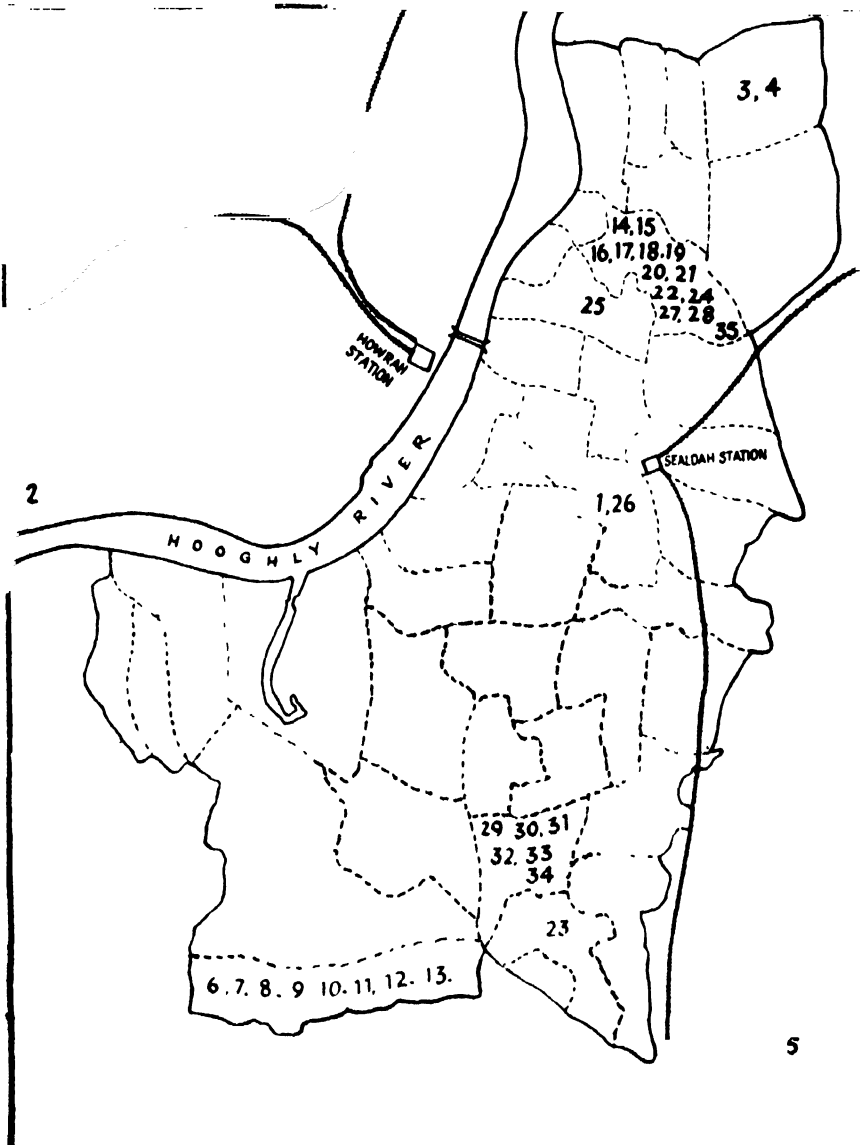 3, 4
14, 15
16, 17, 18, 19
20, 21
22, 24
25
27, 28
35
HOWRAH
STATION
SEALDAH STATION
2
1, 26
HOOGHLY RIVER
29 30, 31
32, 33
34
23
6, 7. 8. 9 10. 11, 12. 13.
5